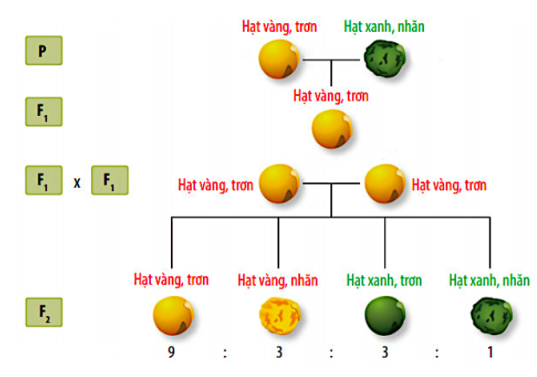 Hạt vàng, trơn Hạt xanh, nhăn
P
Hạt vàng, trơn
F1
F1 x F1
Hạt vàng, trơn Hạt vàng, trơn
Hạt vàng, trơn Hạt vàng, nhăn Hạt xanh, trơn Hạt xanh, nhăn
F2
9 : 3 : 3 : 1